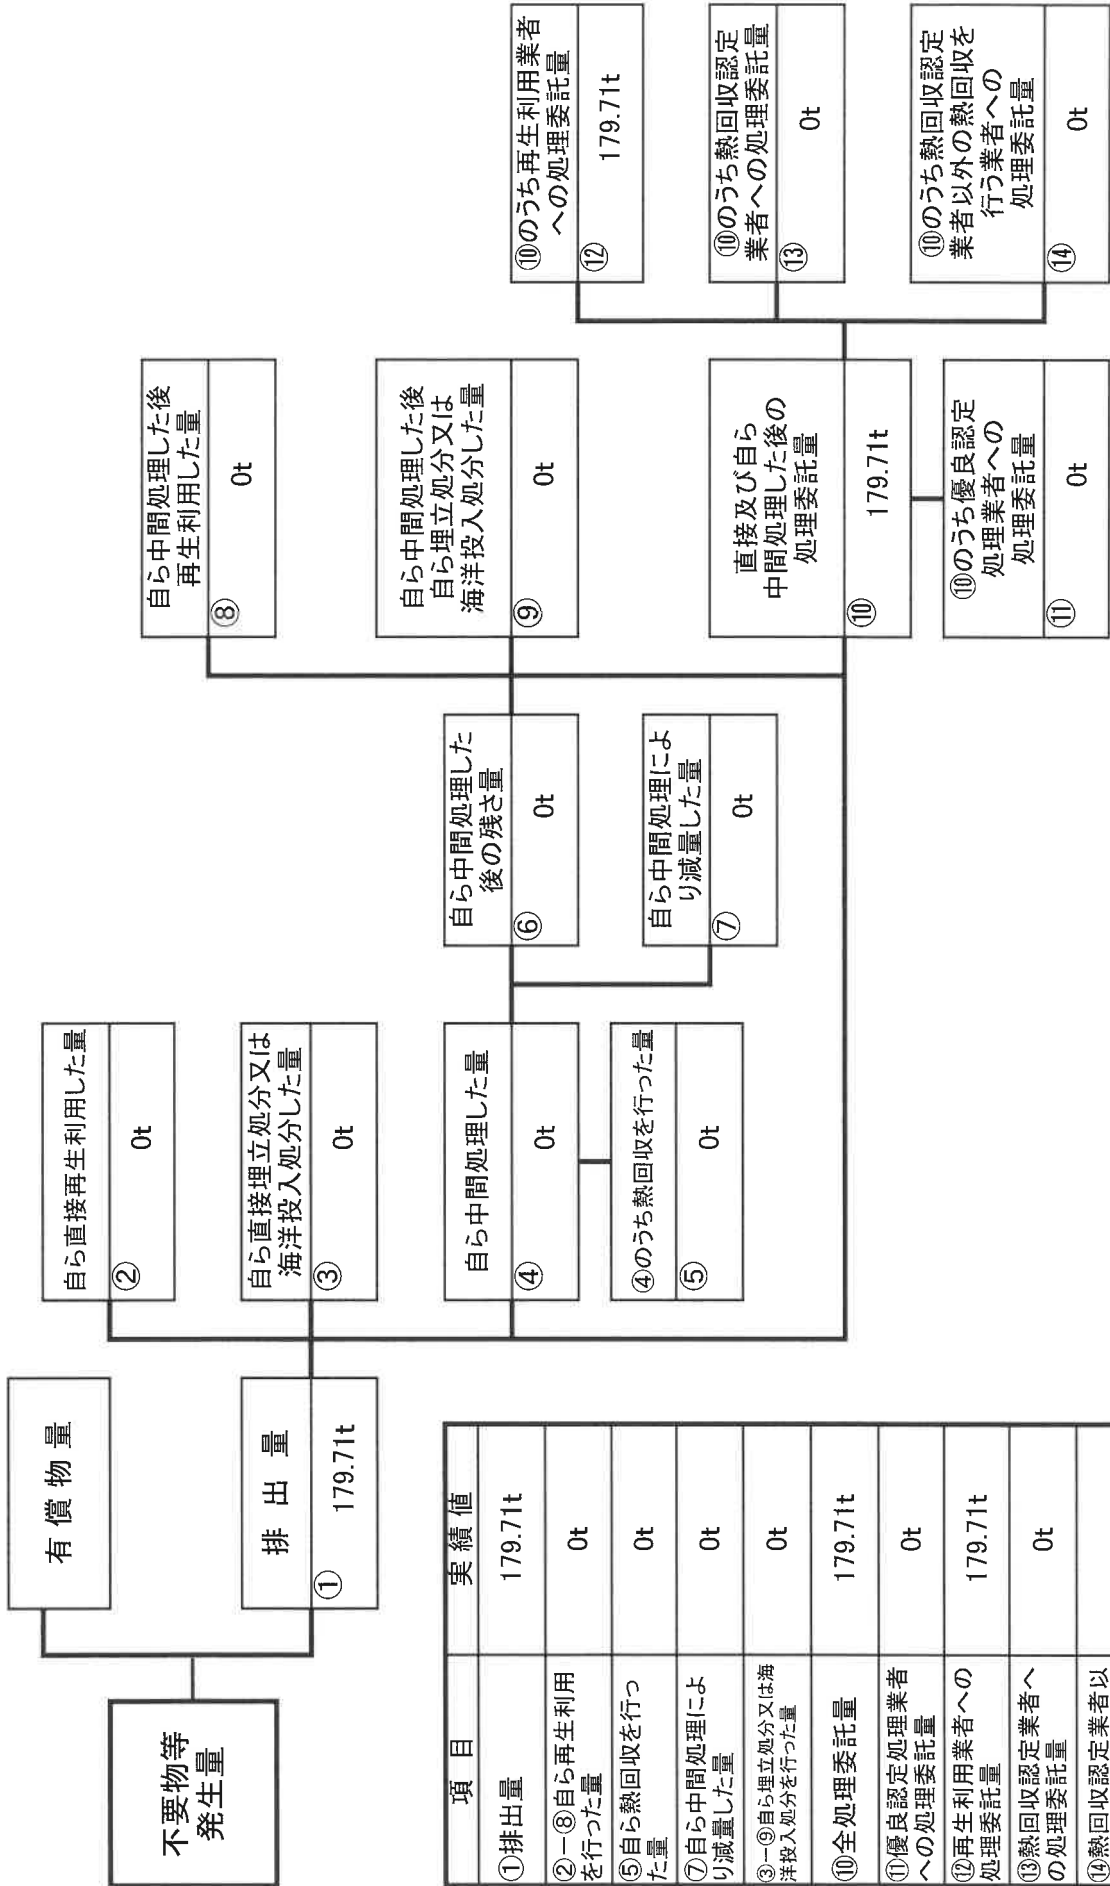 不要物等
発生量
有 償 物 量
排 出 量
①
179.71t
自ら直接再生利用した量
②
0t
自ら直接埋立処分又は
海洋投入処分した量
③
0t
自ら中間処理した量
④
0t
④のうち熱回収を行った量
⑤
0t
自ら中間処理した
後の残さ量
⑥
0t
自ら中間処理によ
り減量した量
⑦
0t
自ら中間処理した後
再生利用した量
⑧
0t
自ら中間処理した後
自ら埋立処分又は
海洋投入処分した量
⑨
0t
直接及び自ら
中間処理した後の
処理委託量
⑩
179.71t
⑩のうち優良認定
処理業者への
処理委託量
⑪
0t
⑩のうち再生利用業者
への処理委託量
⑫
179.71t
⑩のうち熱回収認定
業者への処理委託量
⑬
0t
⑩のうち熱回収認定
業者以外の熱回収を
行う業者への
処理委託量
⑭
0t
項 目 実 績 値
①排出量 179.71t
②ー⑧自ら再生利用
を行った量
0t
⑤自ら熱回収を行っ
た量
0t
⑦自ら中間処理によ
り減量した量
0t
③ー⑨自ら埋立処分又は海
洋投入処分を行った量
0t
⑩全処理委託量 179.71t
⑪優良認定処理業者
への処理委託量
0t
⑫再生利用業者への
処理委託量
179.71t
⑬熱回収認定業者へ
の処理委託量
0t
⑭熱回収認定業者以